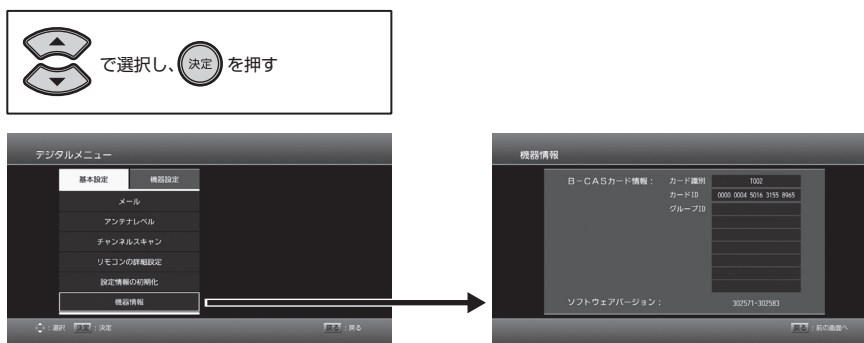 で選択し、 決定 を押す
デジタルメニュー
基本設定 機器設定
メール
アンテナレベル
チャンネルスキャン
リモコンの詳細設定
設定情報の初期化
機器情報
:選択 決定 :決定 戻る :戻る
機器情報
B-CASカード情報: カード識別 T002
カードID 0000 0004 5016 3155 8965
グループID
ソフトウェアバージョン: 302571-302583
戻る :前の画面へ